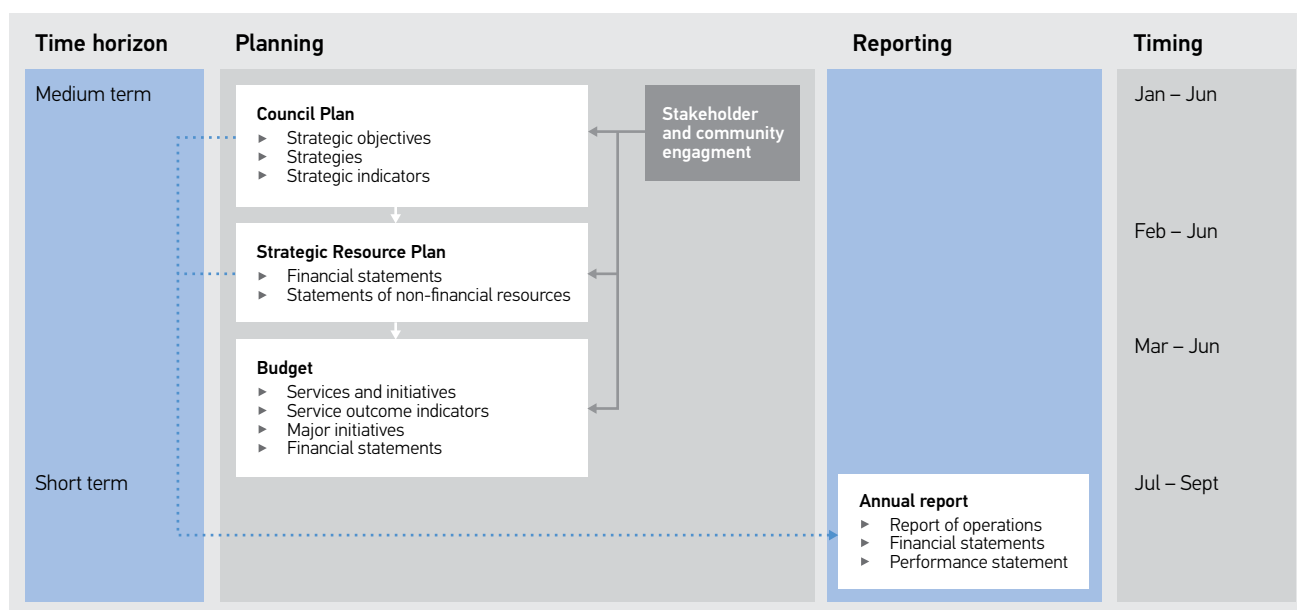 Time horizon
Planning
Reporting
Timing
Medium term
Council Plan
► Strategic objectives
► Strategies
► Strategic indicators
Stakeholder
and community
engagment
Jan – Jun
Strategic Resource Plan
► Financial statements
► Statements of non-financial resources
Feb – Jun
Budget
► Services and initiatives
► Service outcome indicators
► Major initiatives
► Financial statements
Mar – Jun
Short term
Annual report
► Report of operations
► Financial statements
► Performance statement
Jul – Sept